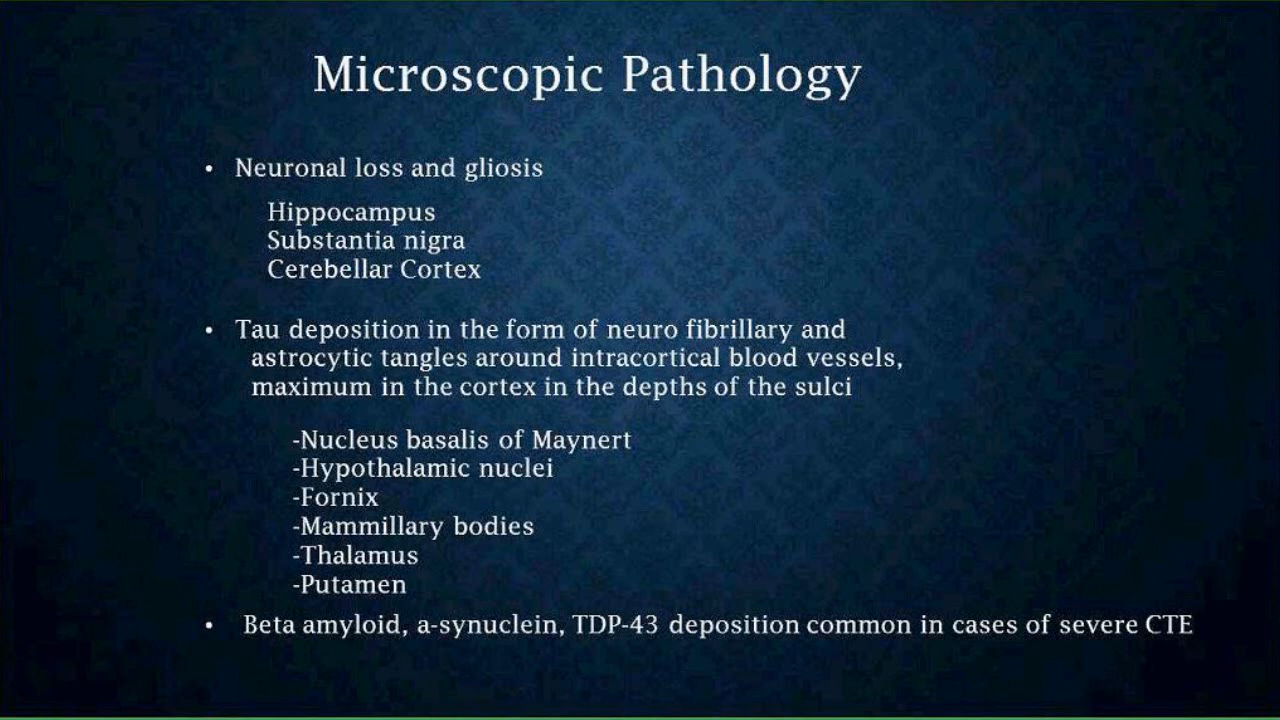 Microscopic Pathology
• Neuronal loss and gliosis
Hippocampus
Substantia nigra
Cerebellar Cortex
• Tau deposition in the form of neuro fibrillary and
astrocytic tangles around intracortical blood vessels,
maximum in the cortex in the depths of the sulci
-Nucleus basalis of Maynert
-Hypothalamic nuclei
-Fornix
-Mammillary bodies
-Thalamus
-Putamen
• Beta amyloid, a-synuclein, TDP-43 deposition common in cases of severe CTE